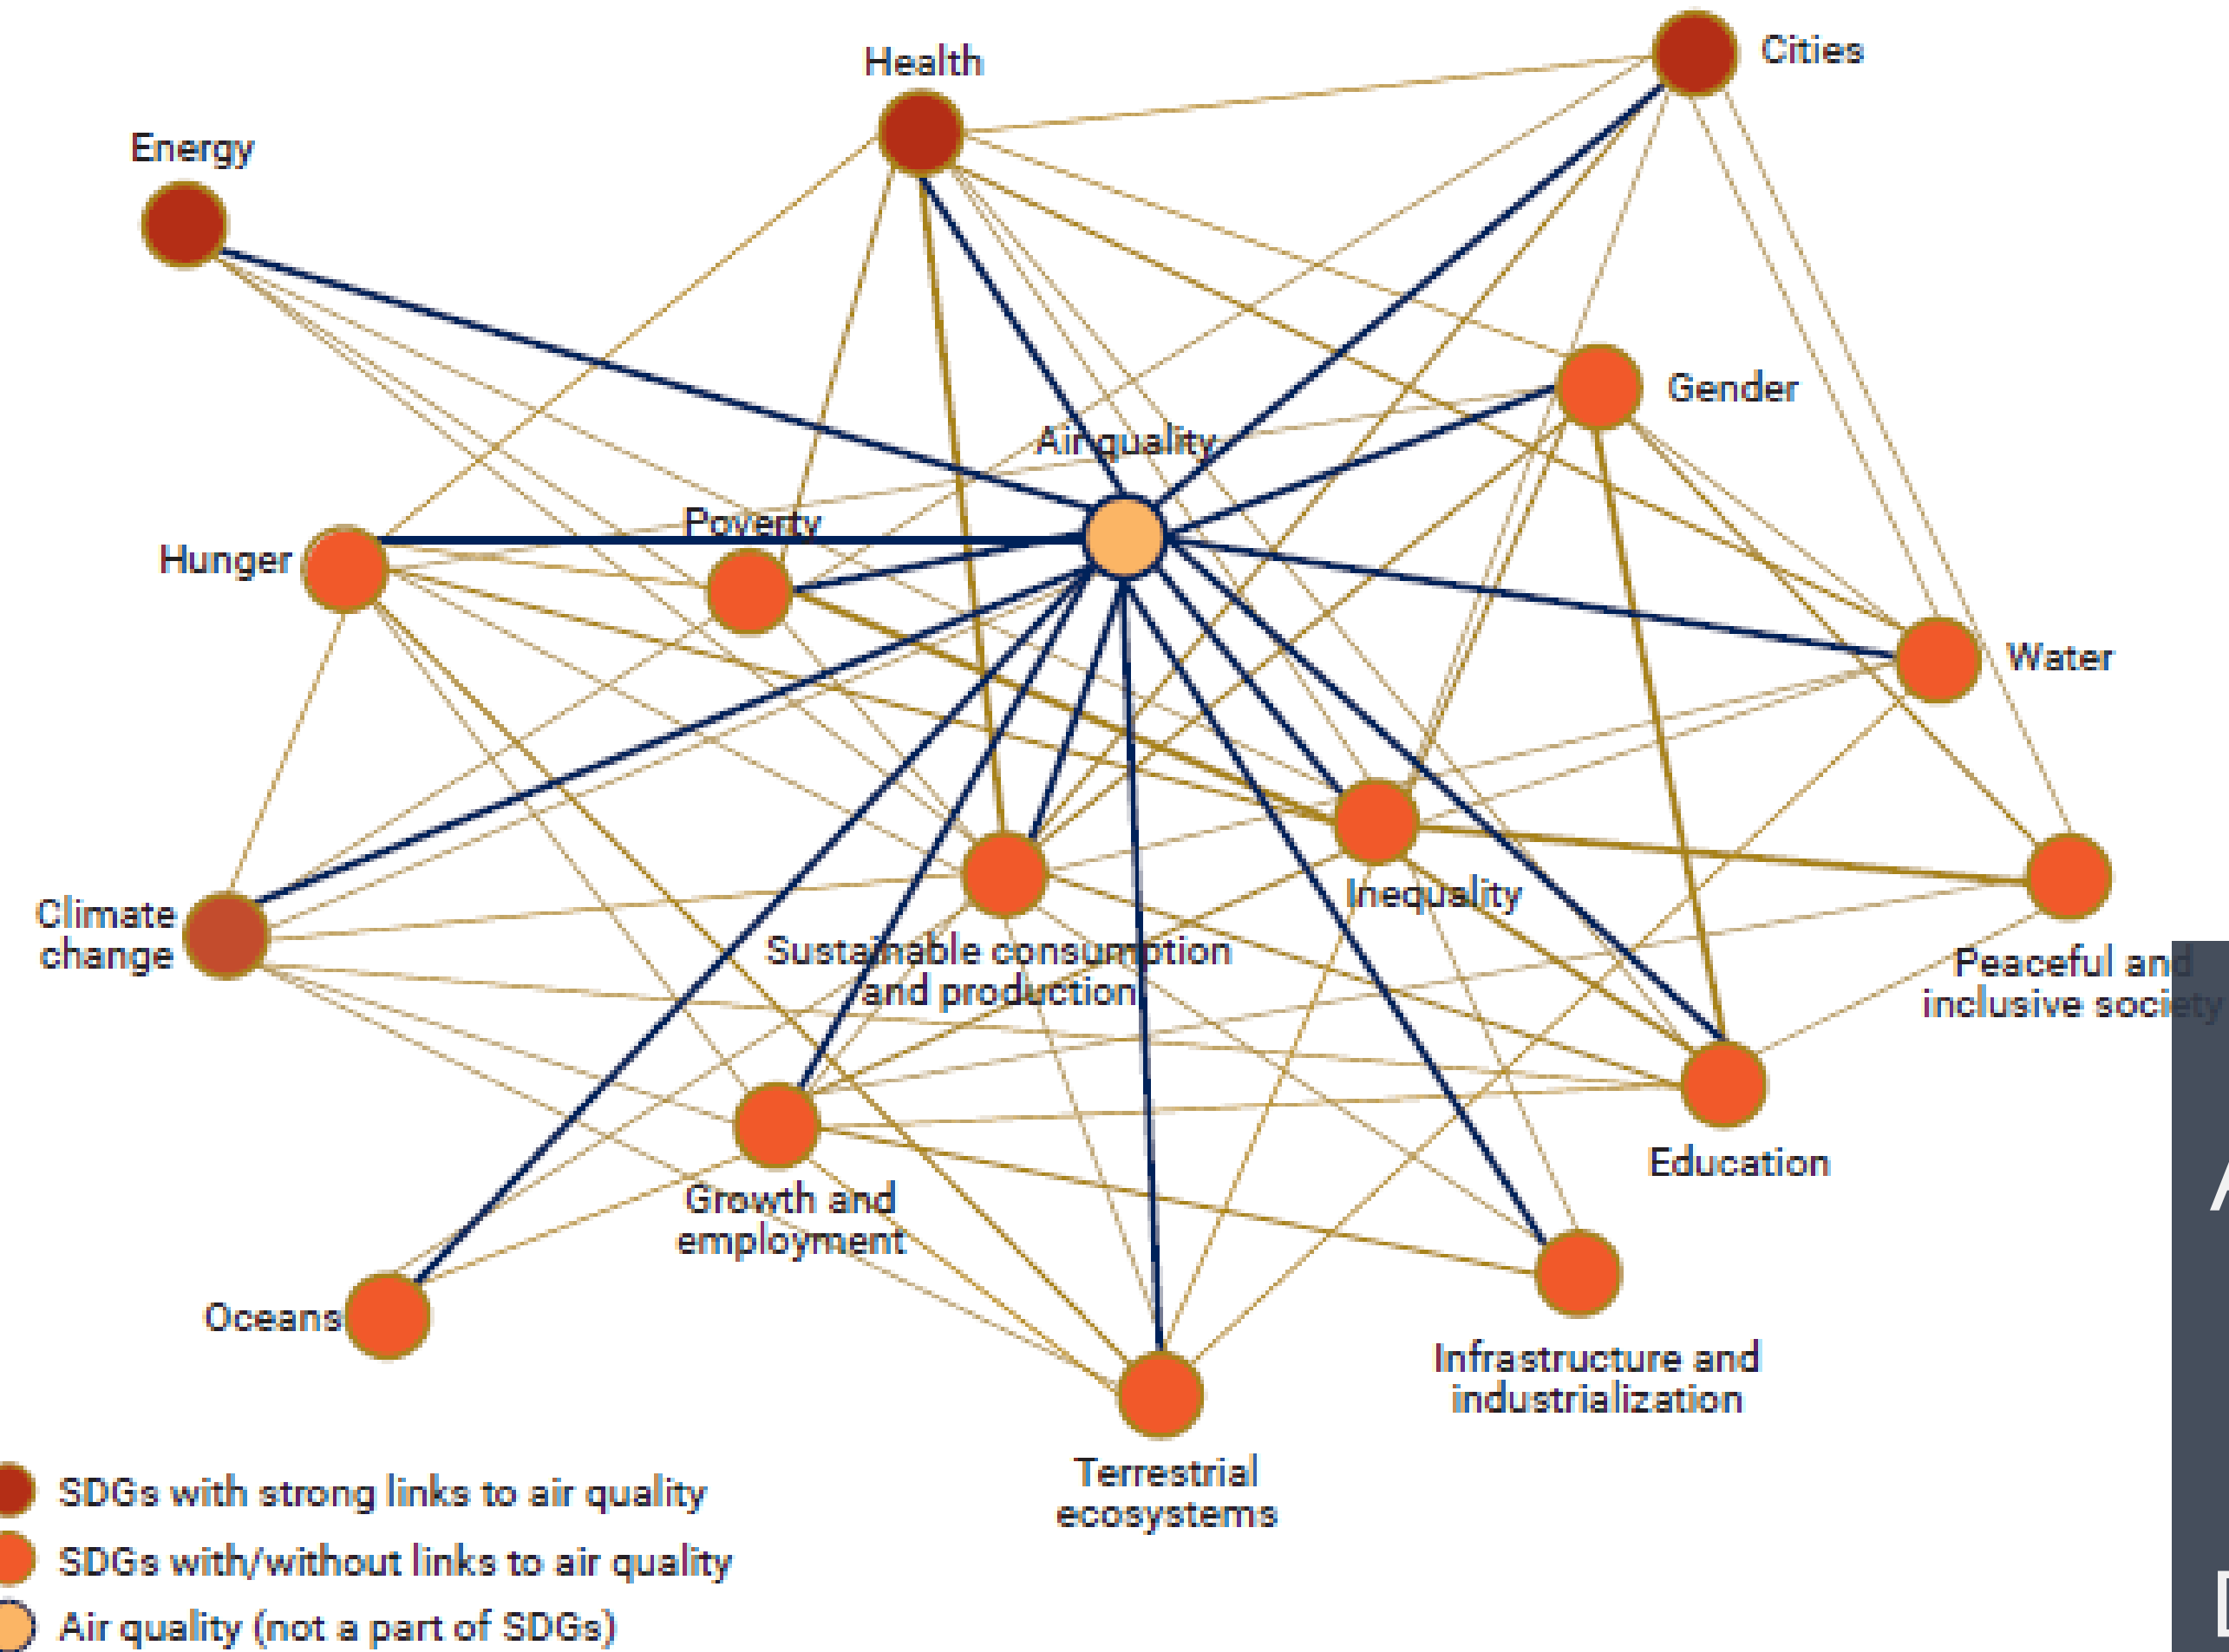 Health
Cities
Energy
Gender
Air quality
Poverty
Hunger
Water
Climate
change
Inequality
Sustainable consumption
and production
Peaceful and
inclusive society
Education
Growth and
employment
Oceans
Infrastructure and
industrialization
Terrestrial
ecosystems
SDGs with strong links to air quality
SDGs with/without links to air quality
Air quality (not a part of SDGs)